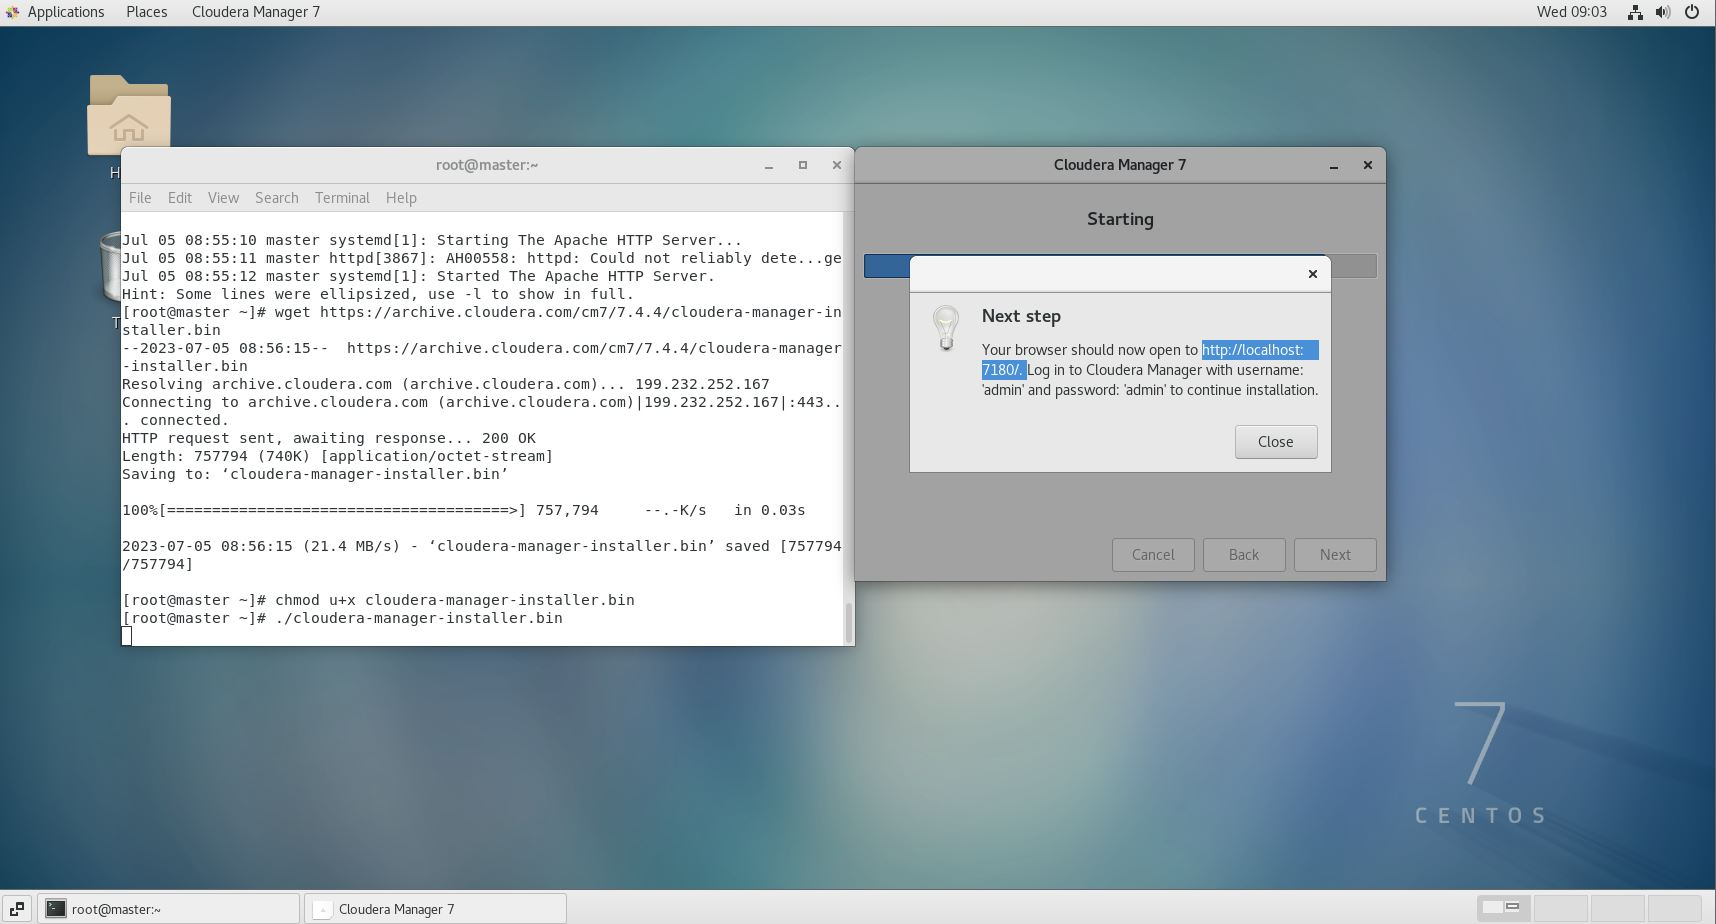 Applications Places Cloudera Manager 7 Wed 09:03
H
T
root@master:~
File Edit View Search Terminal Help
Jul 05 08:55:10 master systemd[1]: Starting The Apache HTTP Server...
Jul 05 08:55:11 master httpd[3867]: AH00558: httpd: Could not reliably dete...ge
Jul 05 08:55:12 master systemd[1]: Started The Apache HTTP Server.
Hint: Some lines were ellipsized, use -l to show in full.
[root@master ~]# wget https://archive.cloudera.com/cm7/7.4.4/cloudera-manager-in
staller.bin
--2023-07-05 08:56:15--  https://archive.cloudera.com/cm7/7.4.4/cloudera-manager
-installer.bin
Resolving archive.cloudera.com (archive.cloudera.com)... 199.232.252.167
Connecting to archive.cloudera.com (archive.cloudera.com)|199.232.252.167|:443..
. connected.
HTTP request sent, awaiting response... 200 OK
Length: 757794 (740K) [application/octet-stream]
Saving to: ‘cloudera-manager-installer.bin’
100%[======================================>] 757,794     --.-K/s   in 0.03s
2023-07-05 08:56:15 (21.4 MB/s) - ‘cloudera-manager-installer.bin’ saved [757794
/757794]
[root@master ~]# chmod u+x cloudera-manager-installer.bin
[root@master ~]# ./cloudera-manager-installer.bin
Cloudera Manager 7
Starting
Next step
Your browser should now open to http://localhost:
7180/. Log in to Cloudera Manager with username:
'admin' and password: 'admin' to continue installation.
Close
Cancel Back Next
7
CENTOS
root@master:~ Cloudera Manager 7